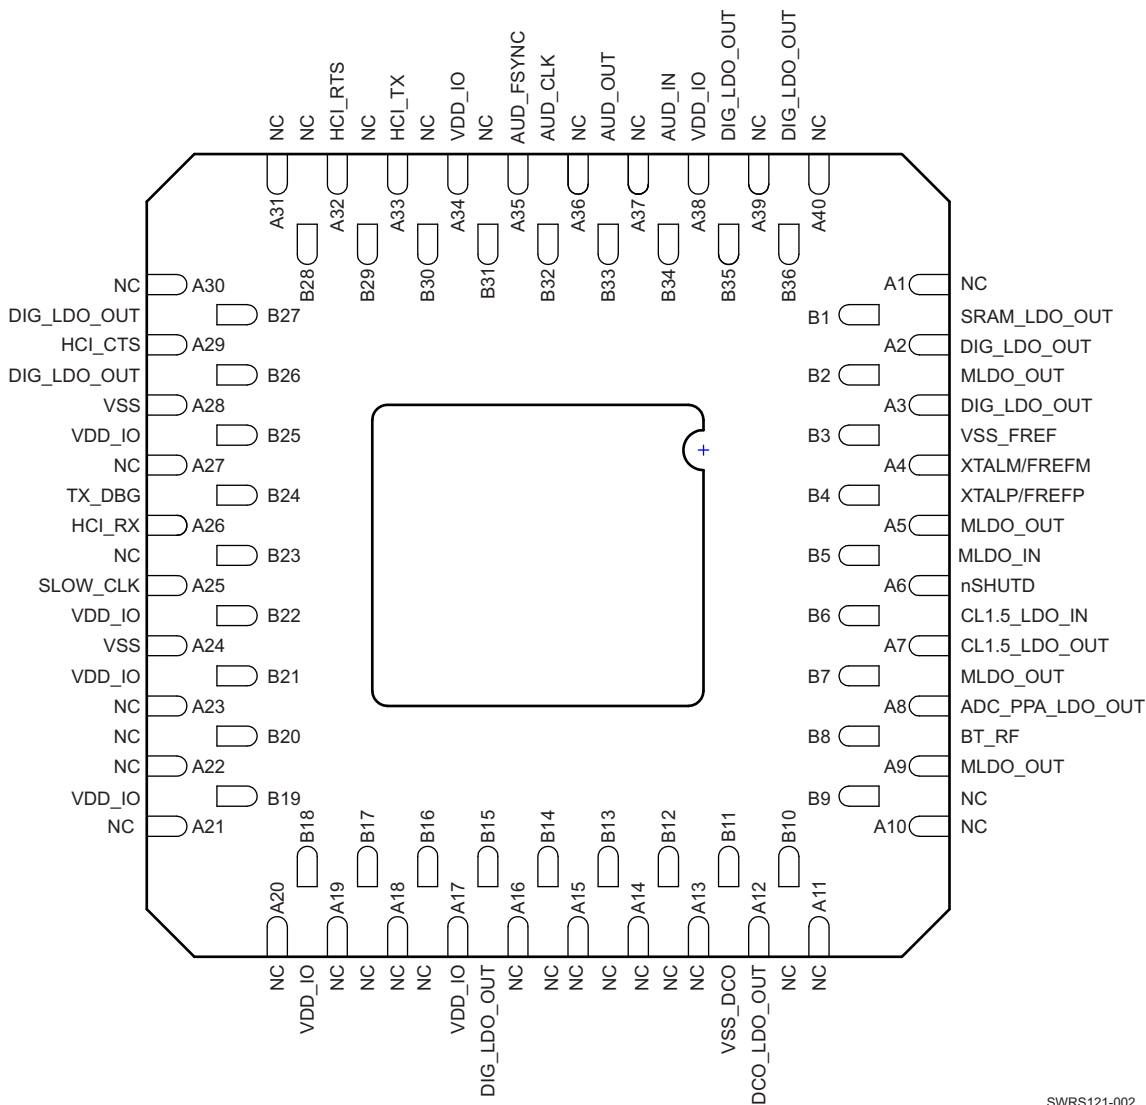 NC
NC
HCI_RTS
NC
HCI_TX
NC
VDD_IO
NC
AUD_FSYNC
AUD_CLK
NC
AUD_OUT
NC
AUD_IN
VDD_IO
DIG_LDO_OUT
NC
DIG_LDO_OUT
NC
A31
A32
A33
A34
A35
A36
A37
A38
A39
A40
B28
B29
B30
B31
B32
B33
B34
B35
B36
NC A30
DIG_LDO_OUT B27
HCI_CTS A29
DIG_LDO_OUT B26
VSS A28
VDD_IO B25
NC A27
TX_DBG B24
HCI_RX A26
NC B23
SLOW_CLK A25
VDD_IO B22
VSS A24
VDD_IO B21
NC A23
NC B20
NC A22
VDD_IO B19
NC A21
A1 NC
B1 SRAM_LDO_OUT
A2 DIG_LDO_OUT
B2 MLDO_OUT
A3 DIG_LDO_OUT
B3 VSS_FREF
A4 XTALM/FREFM
B4 XTALP/FREFP
A5 MLDO_OUT
B5 MLDO_IN
A6 nSHUTD
B6 CL1.5_LDO_IN
A7 CL1.5_LDO_OUT
B7 MLDO_OUT
A8 ADC_PPA_LDO_OUT
B8 BT_RF
A9 MLDO_OUT
B9 NC
A10 NC
B18
B17
B16
B15
B14
B13
B12
B11
B10
A20
A19
A18
A17
A16
A15
A14
A13
A12
A11
NC
VDD_IO
NC
NC
NC
NC
VDD_IO
DIG_LDO_OUT
NC
NC
NC
NC
NC
NC
NC
VSS_DCO
DCO_LDO_OUT
NC
NC
SWRS121-002